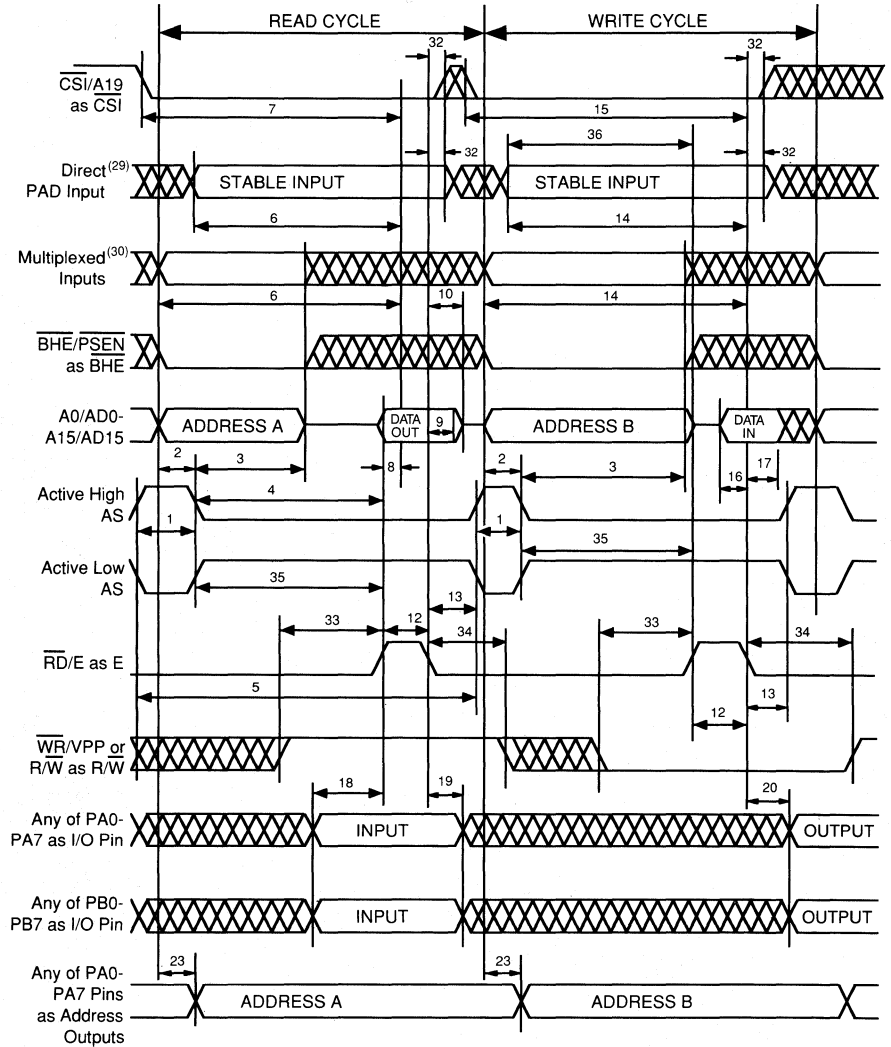 READ CYCLE
WRITE CYCLE
32
32
CSI/A19
as CSI
7
15
36
32
32
Direct(29)
PAD Input
STABLE INPUT
STABLE INPUT
6
14
Multiplexed(30)
Inputs
6
10
14
BHE/PSEN
as BHE
A0/AD0-
A15/AD15
ADDRESS A
DATA
OUT
9
ADDRESS B
DATA
IN
2
3
8
2
3
16
17
Active High
AS
4
1
1
35
Active Low
AS
35
13
33
12
34
33
34
RD/E as E
5
12
13
WR/VPP or
R/W as R/W
18
19
20
Any of PA0-
PA7 as I/O Pin
INPUT
OUTPUT
Any of PB0-
PB7 as I/O Pin
INPUT
OUTPUT
23
23
Any of PA0-
PA7 Pins
as Address
Outputs
ADDRESS A
ADDRESS B